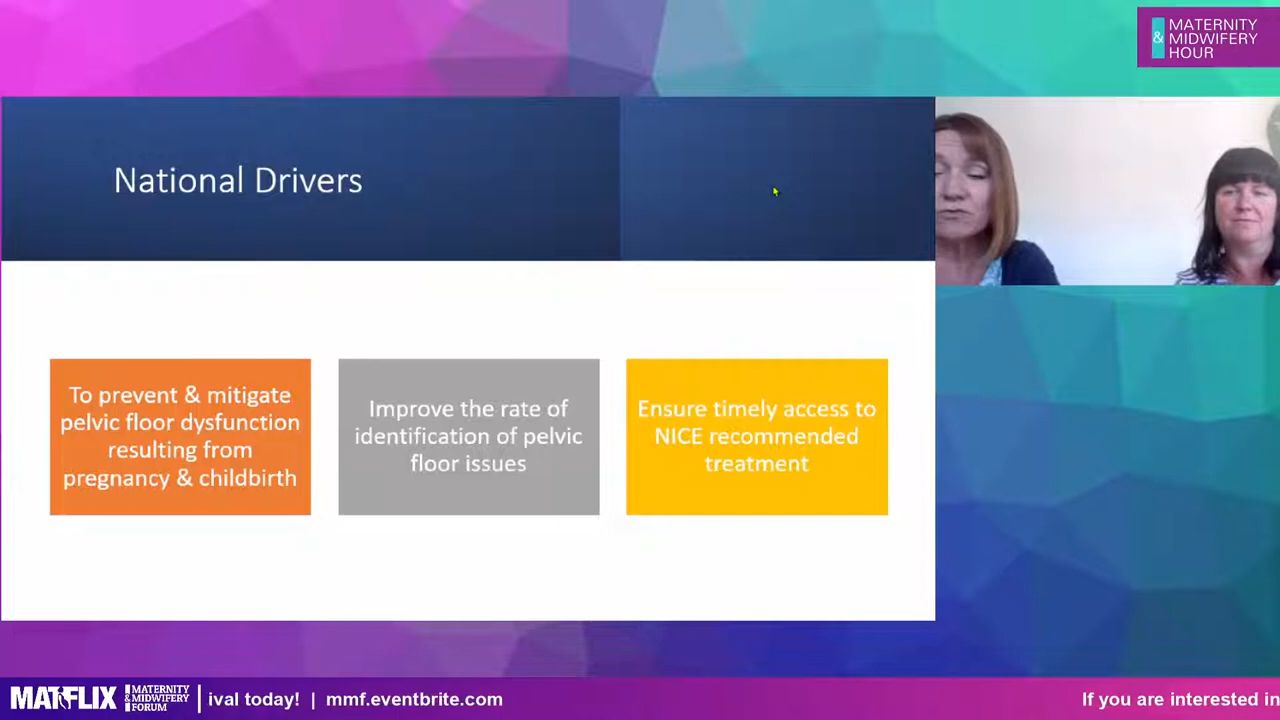 MATERNITY
& MIDWIFERY
HOUR
National Drivers
To prevent & mitigate
pelvic floor dysfunction
resulting from
pregnancy & childbirth
Improve the rate of
identification of pelvic
floor issues
Ensure timely access to
NICE recommended
treatment
MATFLIX
MATERNITY
& MIDWIFERY
FORUM
ival today! | mmf.eventbrite.com
If you are interested in